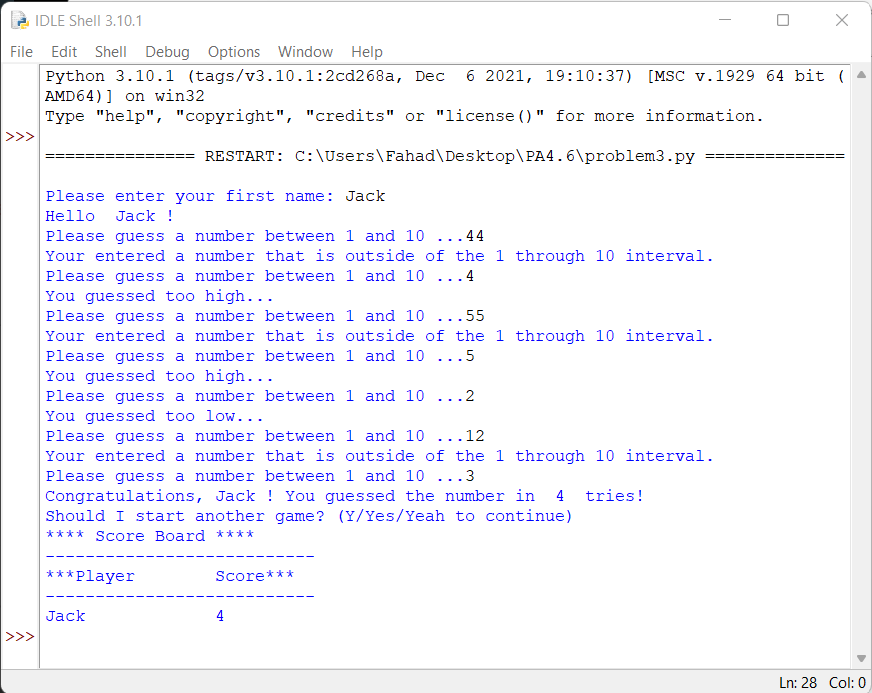 IDLE Shell 3.10.1
File Edit Shell Debug Options Window Help
Python 3.10.1 (tags/v3.10.1:2cd268a, Dec  6 2021, 19:10:37) [MSC v.1929 64 bit (
AMD64)] on win32
Type "help", "copyright", "credits" or "license()" for more information.
>>>
=============== RESTART: C:\Users\Fahad\Desktop\PA4.6\problem3.py ==============
Please enter your first name: Jack
Hello  Jack !
Please guess a number between 1 and 10 ...44
Your entered a number that is outside of the 1 through 10 interval.
Please guess a number between 1 and 10 ...4
You guessed too high...
Please guess a number between 1 and 10 ...55
Your entered a number that is outside of the 1 through 10 interval.
Please guess a number between 1 and 10 ...5
You guessed too high...
Please guess a number between 1 and 10 ...2
You guessed too low...
Please guess a number between 1 and 10 ...12
Your entered a number that is outside of the 1 through 10 interval.
Please guess a number between 1 and 10 ...3
Congratulations, Jack ! You guessed the number in  4  tries!
Should I start another game? (Y/Yes/Yeah to continue)
**** Score Board ****
---------------------------
***Player        Score***
---------------------------
Jack             4
>>>
Ln: 28 Col: 0